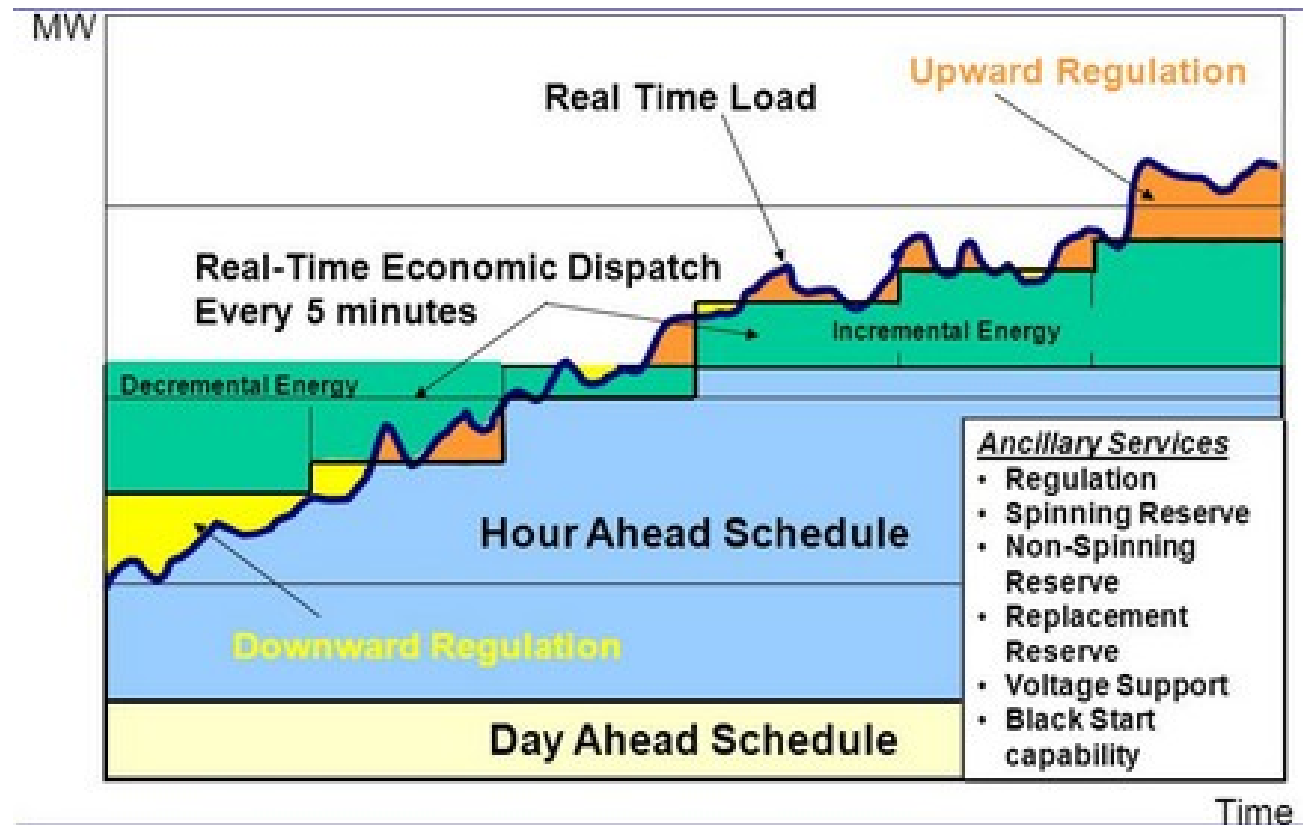 MW
Upward Regulation
Real Time Load
Real-Time Economic Dispatch
Every 5 minutes
Incremental Energy
Decremental Energy
Hour Ahead Schedule
Downward Regulation
Day Ahead Schedule
Ancillary Services
• Regulation
• Spinning Reserve
• Non-Spinning
Reserve
• Replacement
Reserve
• Voltage Support
• Black Start
capability
Time